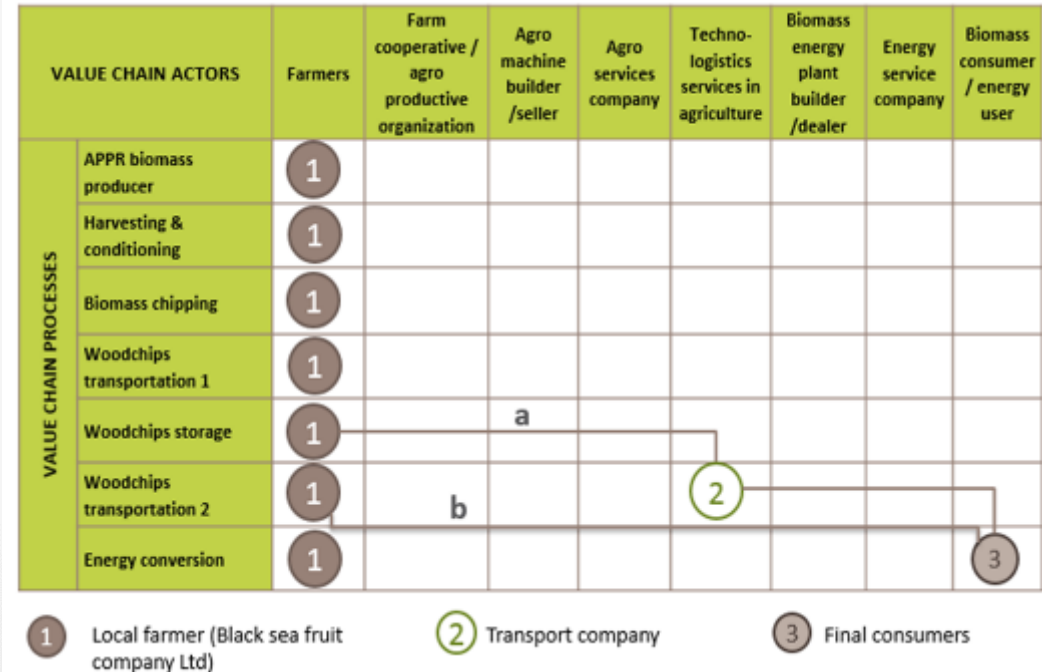 VALUE CHAIN ACTORS
Farmers
Farm
cooperative /
agro
productive
organization
Agro
machine
builder
/seller
Agro
services
company
Techno-
logistics
services in
agriculture
Biomass
energy
plant
builder
/dealer
Energy
service
company
Biomass
consumer
/ energy
user
VALUE CHAIN PROCESSES
APPR biomass
producer
1
Harvesting &
conditioning
1
Biomass chipping
1
Woodchips
transportation 1
1
Woodchips storage
1
a
Woodchips
transportation 2
1
b
2
Energy conversion
1
3
1 Local farmer (Black sea fruit
company Ltd)
2 Transport company
3 Final consumers